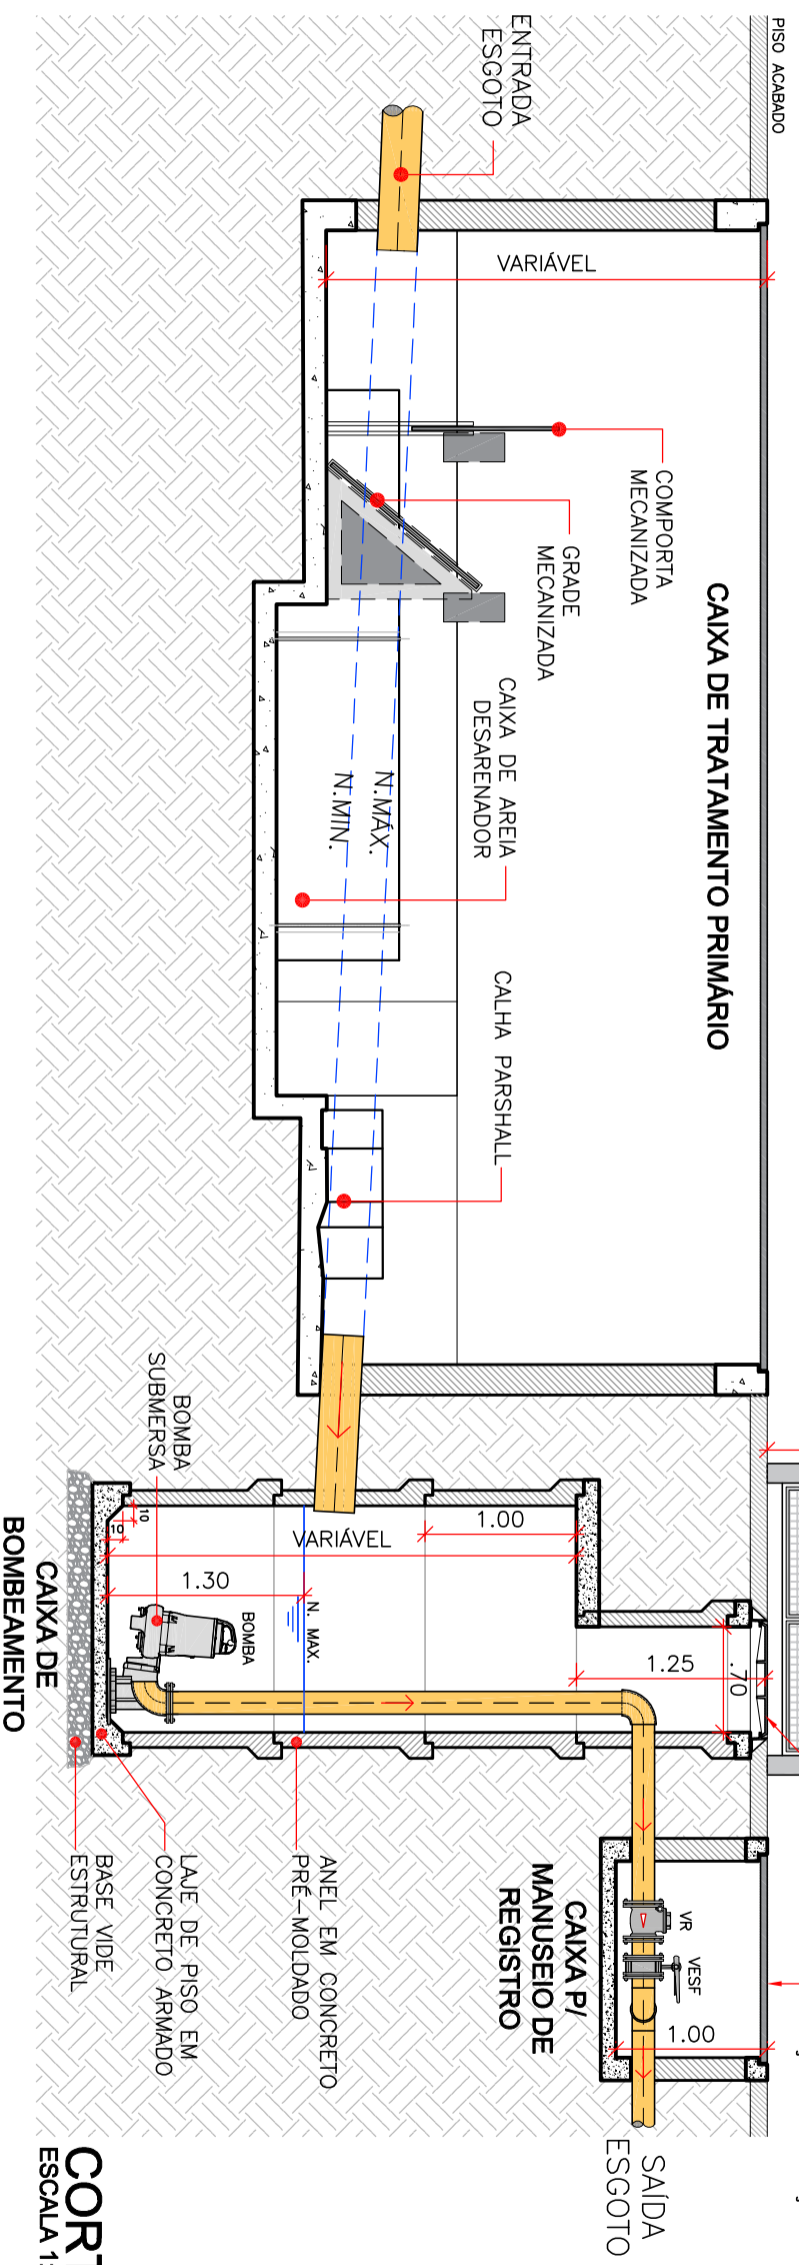 PISO ACABADO
ENTRADA
ESGOTO
VARIÁVEL
COMPORTA
MECANIZADA
GRADE
MECANIZADA
CAIXA DE TRATAMENTO PRIMÁRIO
CAIXA DE AREIA
DESARENADOR
N.MÁX.
N.MIN.
CALHA PARSHALL
BOMBA
SUBMERSA
10
10
VARIÁVEL
1.00
1.30
N. MAX.
BOMBA
1.25
.70
CAIXA DE
BOMBEAMENTO
ANEL EM CONCRETO
PRÉ-MOLDADO
LAJE DE PISO EM
CONCRETO ARMADO
BASE VIDE
ESTRUTURAL
CAIXA P/
MANUSEIO DE
REGISTRO
VR
VESF
1.00
SAÍDA
ESGOTO
ESCALA